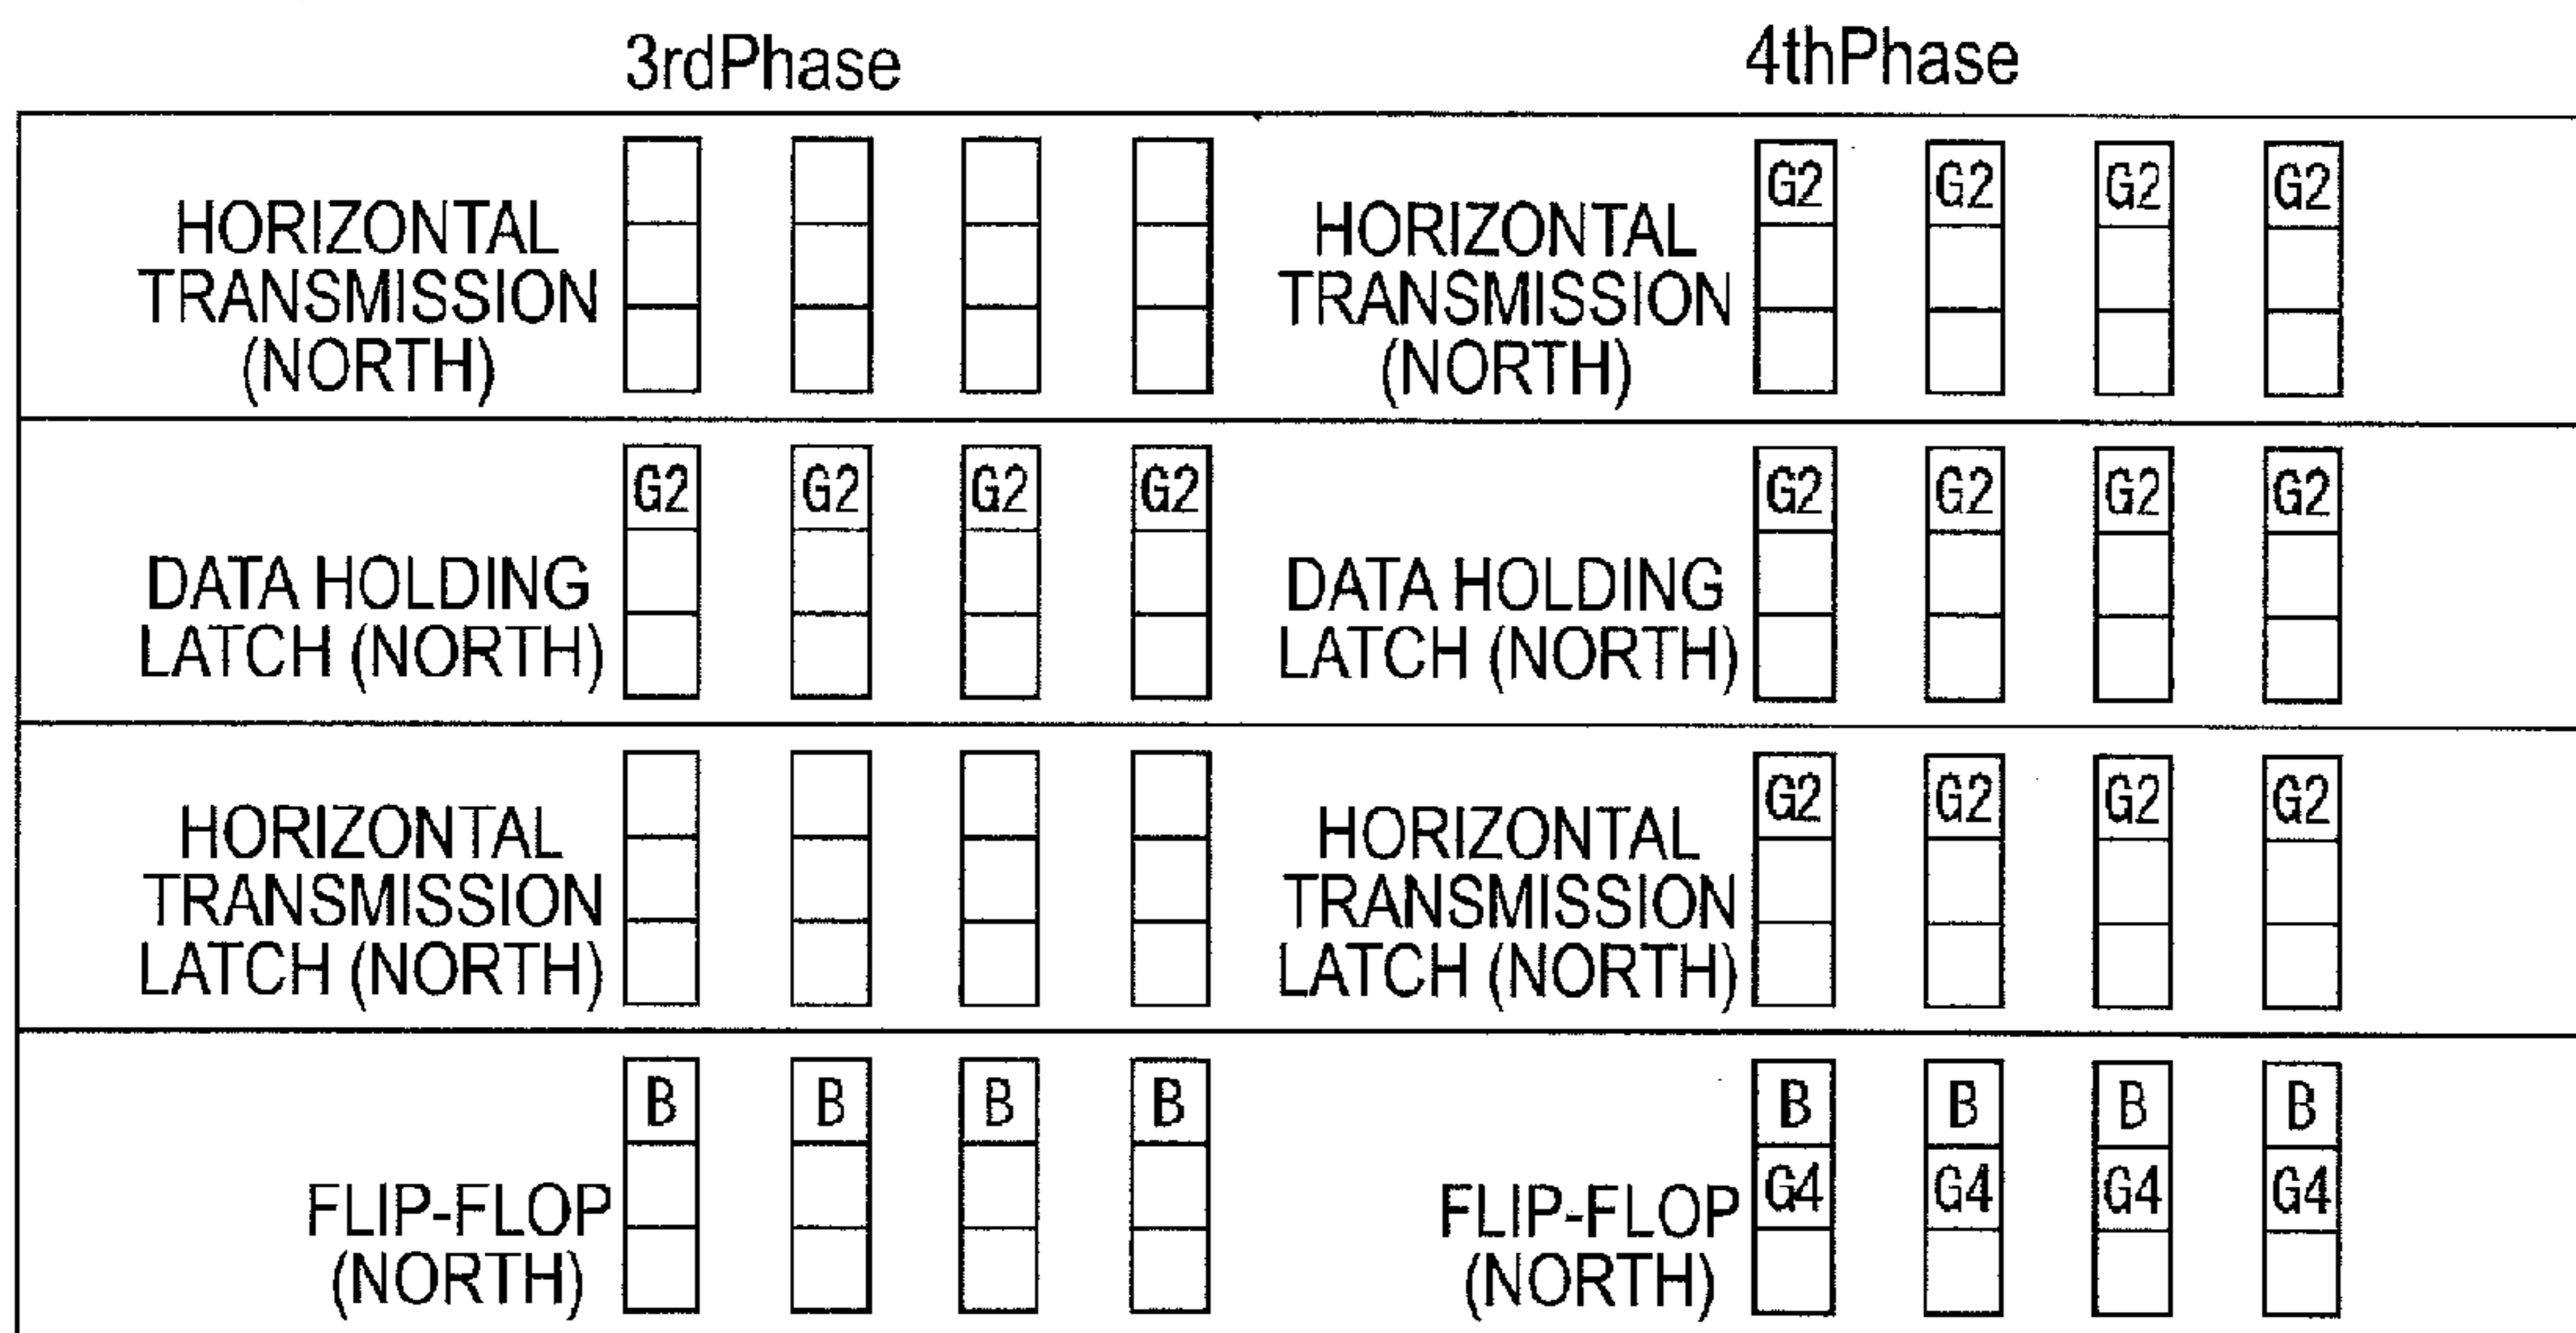 3rdPhase
4thPhase
HORIZONTAL
TRANSMISSION
(NORTH)
HORIZONTAL
TRANSMISSION
(NORTH)
G2 G2 G2 G2
DATA HOLDING
LATCH (NORTH)
G2 G2 G2 G2
DATA HOLDING
LATCH (NORTH)
G2 G2 G2 G2
HORIZONTAL
TRANSMISSION
LATCH (NORTH)
HORIZONTAL
TRANSMISSION
LATCH (NORTH)
G2 G2 G2 G2
FLIP-FLOP
(NORTH)
B B B B
FLIP-FLOP
(NORTH)
B B B B
G4 G4 G4 G4